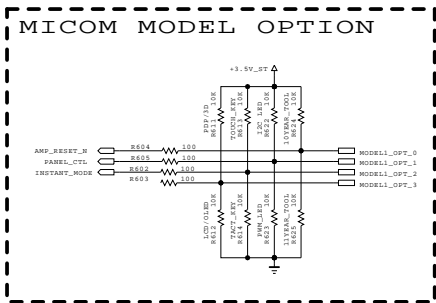 MICOM MODEL OPTION
+3.5V_ST
PDP/3D
R611 10K
TOUCH_KEY
R613 10K
I2C_LED
R622 10K
10YEAR_TOOL
R624 10K
AMP_RESET_N
R604 100
MODEL1_OPT_0
PANEL_CTL
R605 100
MODEL1_OPT_1
INSTANT_MODE
R602 100
MODEL1_OPT_2
R603 100
MODEL1_OPT_3
LCD/OLED
R612 10K
TACT_KEY
R614 10K
PWM_LED
R623 10K
11YEAR_TOOL
R625 10K